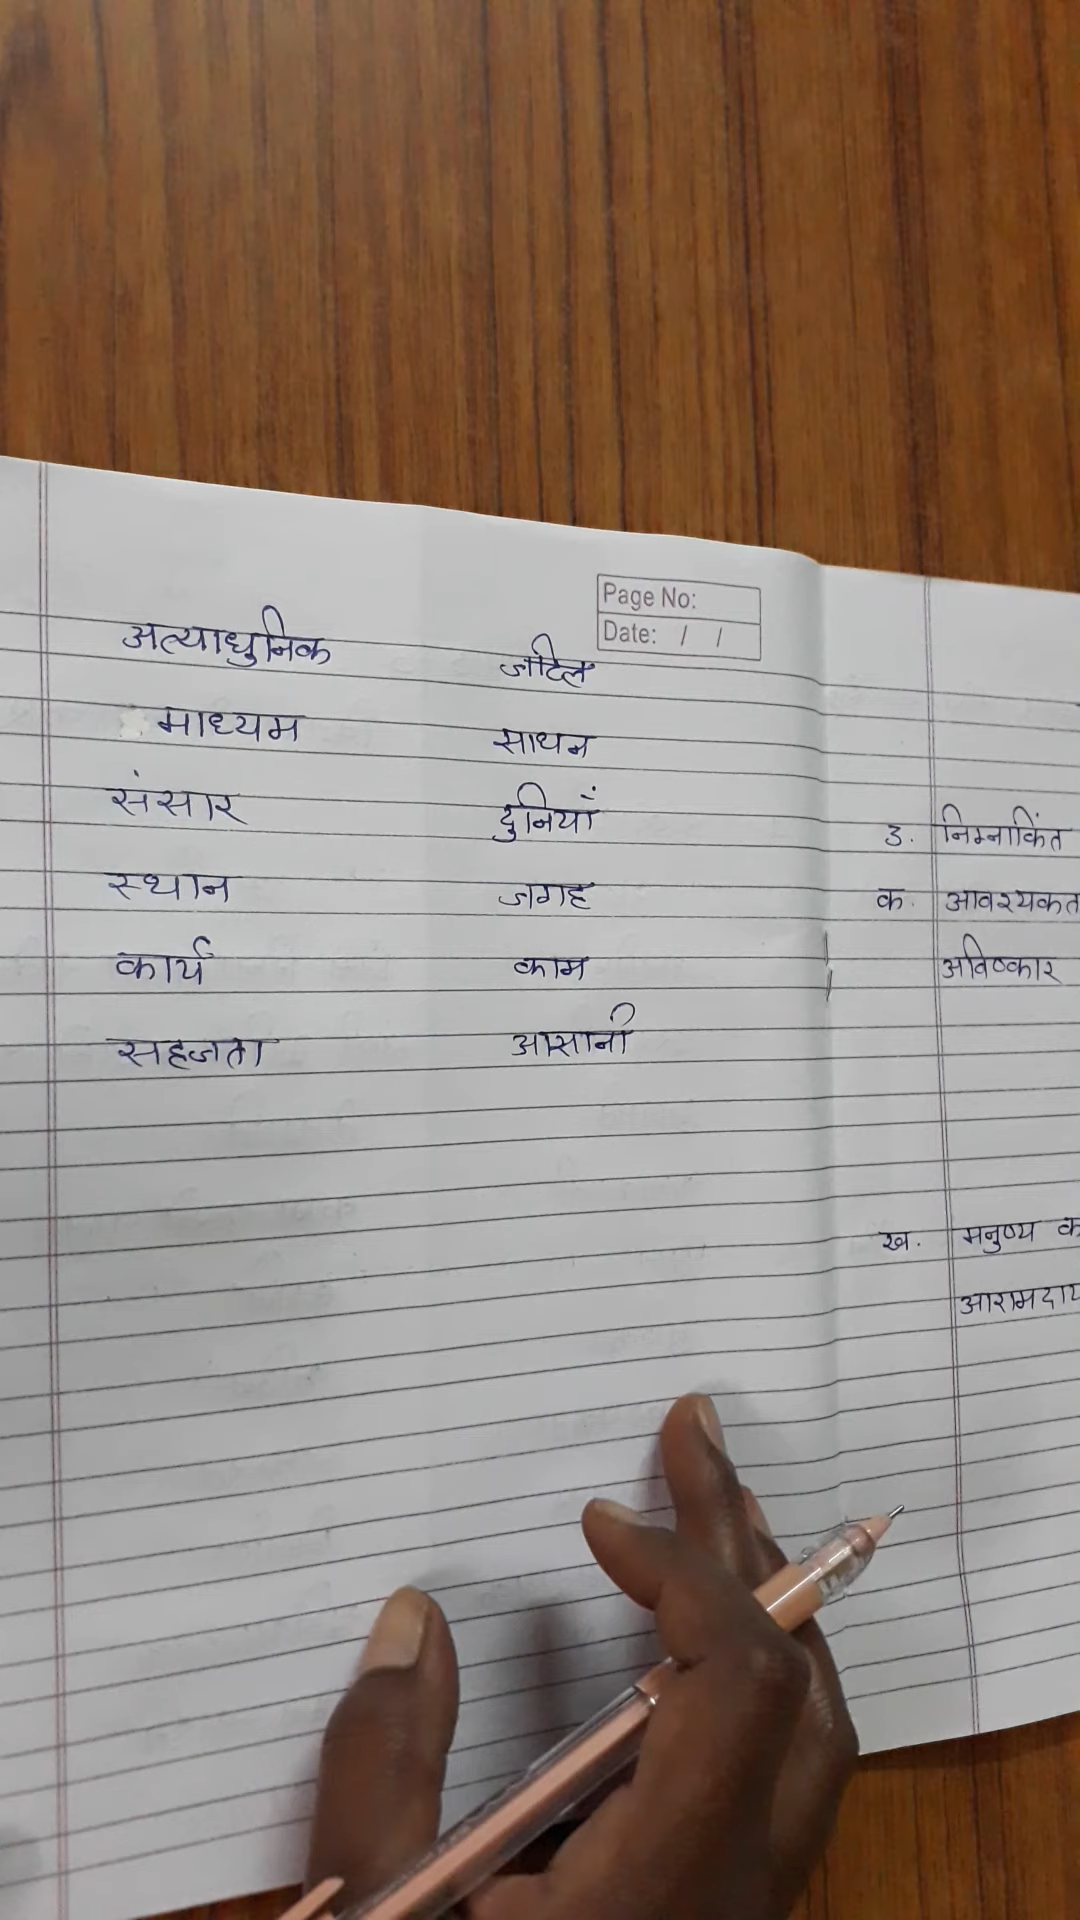 Page No:
Date: / /
अत्याधुनिक जटिल
माध्यम साधन
संसार दुनियाँ
स्थान जगह
कार्य काम
सहजता आसानी
उ. निम्नांकित
क. आवश्यकत
अविष्कार
ख. मनुष्य क
आरामदाय